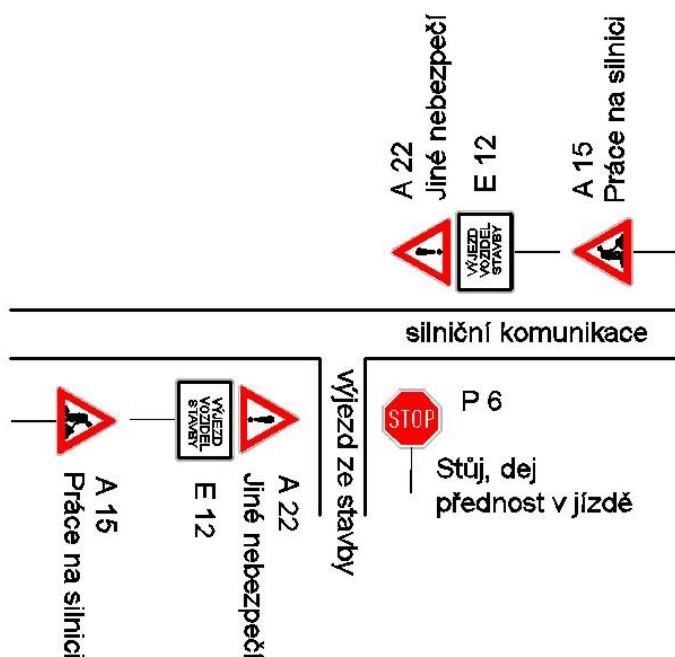 A 22
Jiné nebezpečí
E 12
A 15
Práce na silnici
VÝJEZD
VOZIDEL
STAVBY
silniční komunikace
výjezd ze stavby
STOP
P 6
Stůj, dej
přednost v jízdě
VÝJEZD
VOZIDEL
STAVBY
A 22
Jiné nebezpečí
E 12
A 15
Práce na silnici